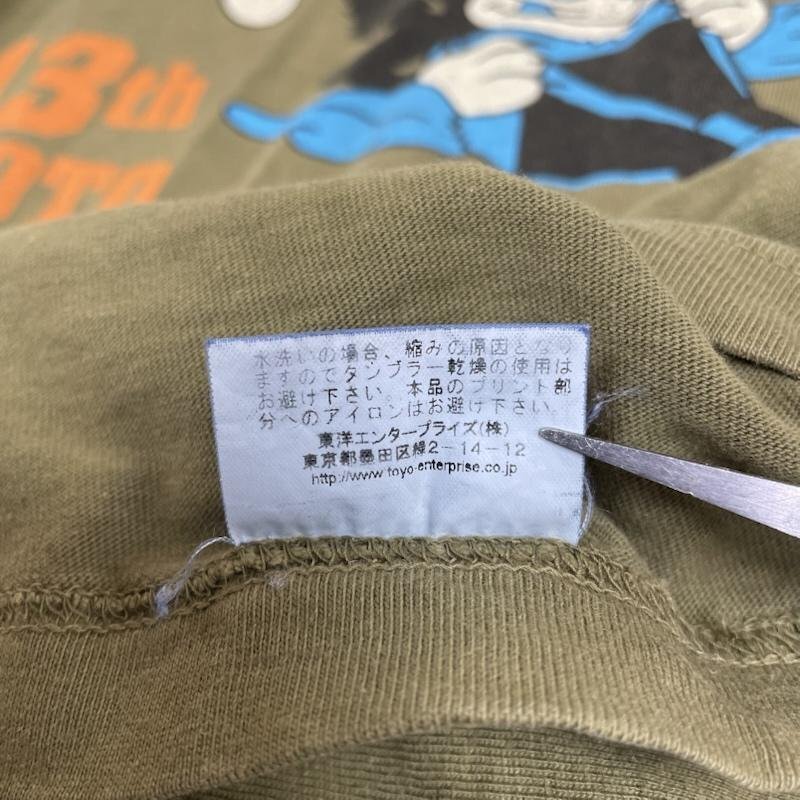 13th
水洗いの場合、縮みの原因となり
ますのでタンブラー乾燥の使用は
お避け下さい。本品のプリント部
分へのアイロンはお避け下さい。
東洋エンタープライズ(株)
東京都墨田区緑2-14-12
http://www.toyo-enterprise.co.jp